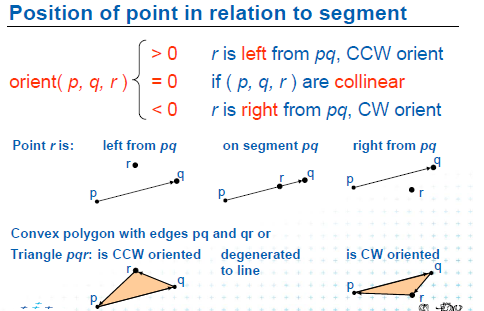 Position of point in relation to segment
> 0 r is left from pq, CCW orient
orient( p, q, r ) = 0 if ( p, q, r ) are collinear
< 0 r is right from pq, CW orient
Point r is: left from pq on segment pq right from pq
r q p
r q p
q p r
Convex polygon with edges pq and qr or
Triangle pqr: is CCW oriented degenerated is CW oriented
to line
r q p
q p r